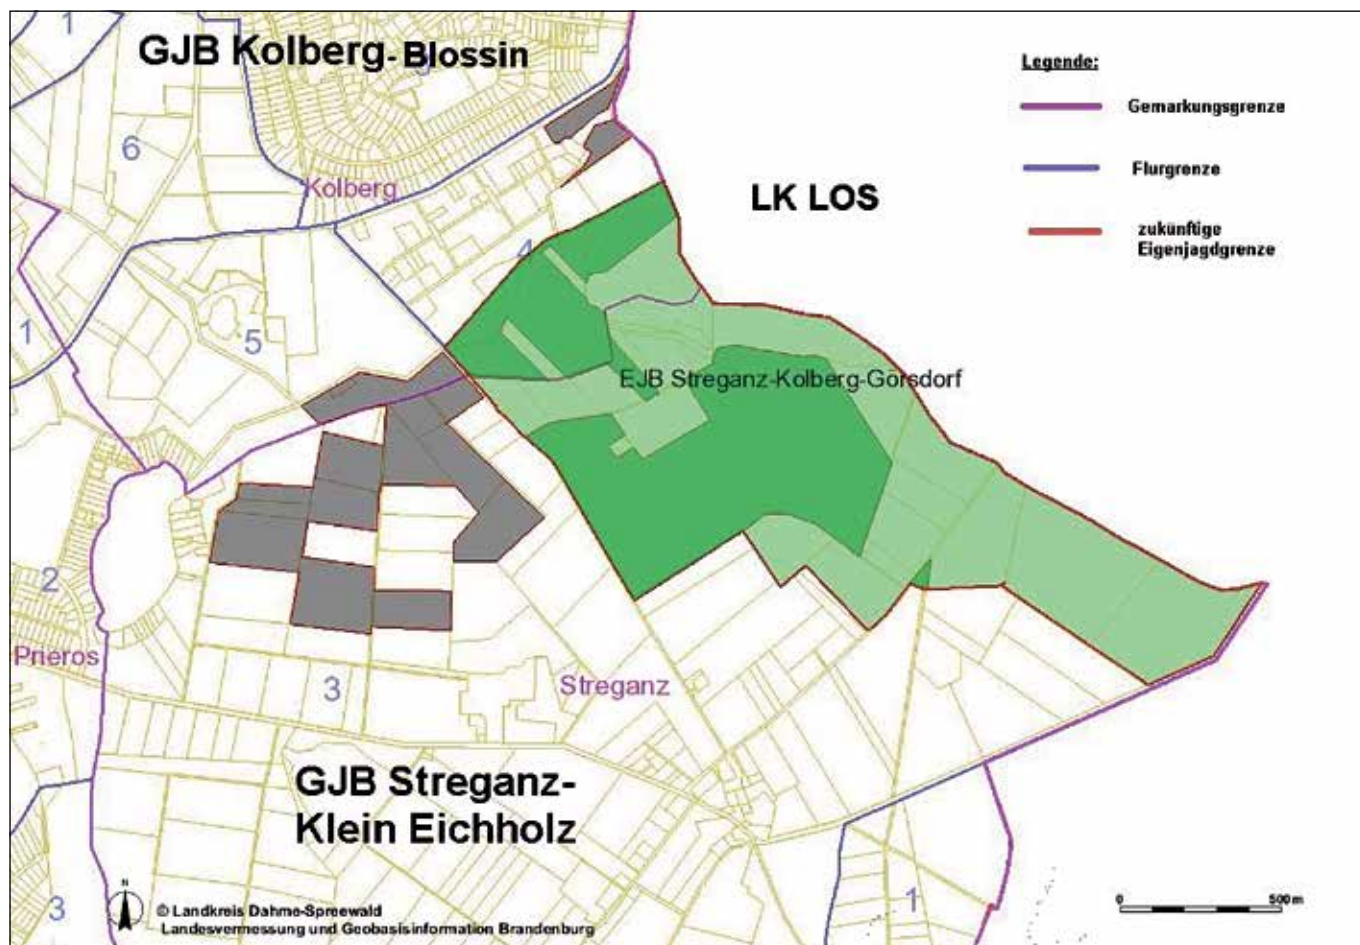 1
GJB Kolberg-Blossin
Legende:
Gemarkungsgrenze
6
Flurgrenze
Kolberg
LK LOS
zukünftige
Eigenjagdgrenze
4
1
5
EJB Streganz-Kolberg-Görsdorf
2
Prieros
3
Streganz
GJB Streganz-
Klein Eichholz
1
3
N
© Landkreis Dahme-Spreewald
Landesvermessung und Geobasisinformation Brandenburg
0
500m